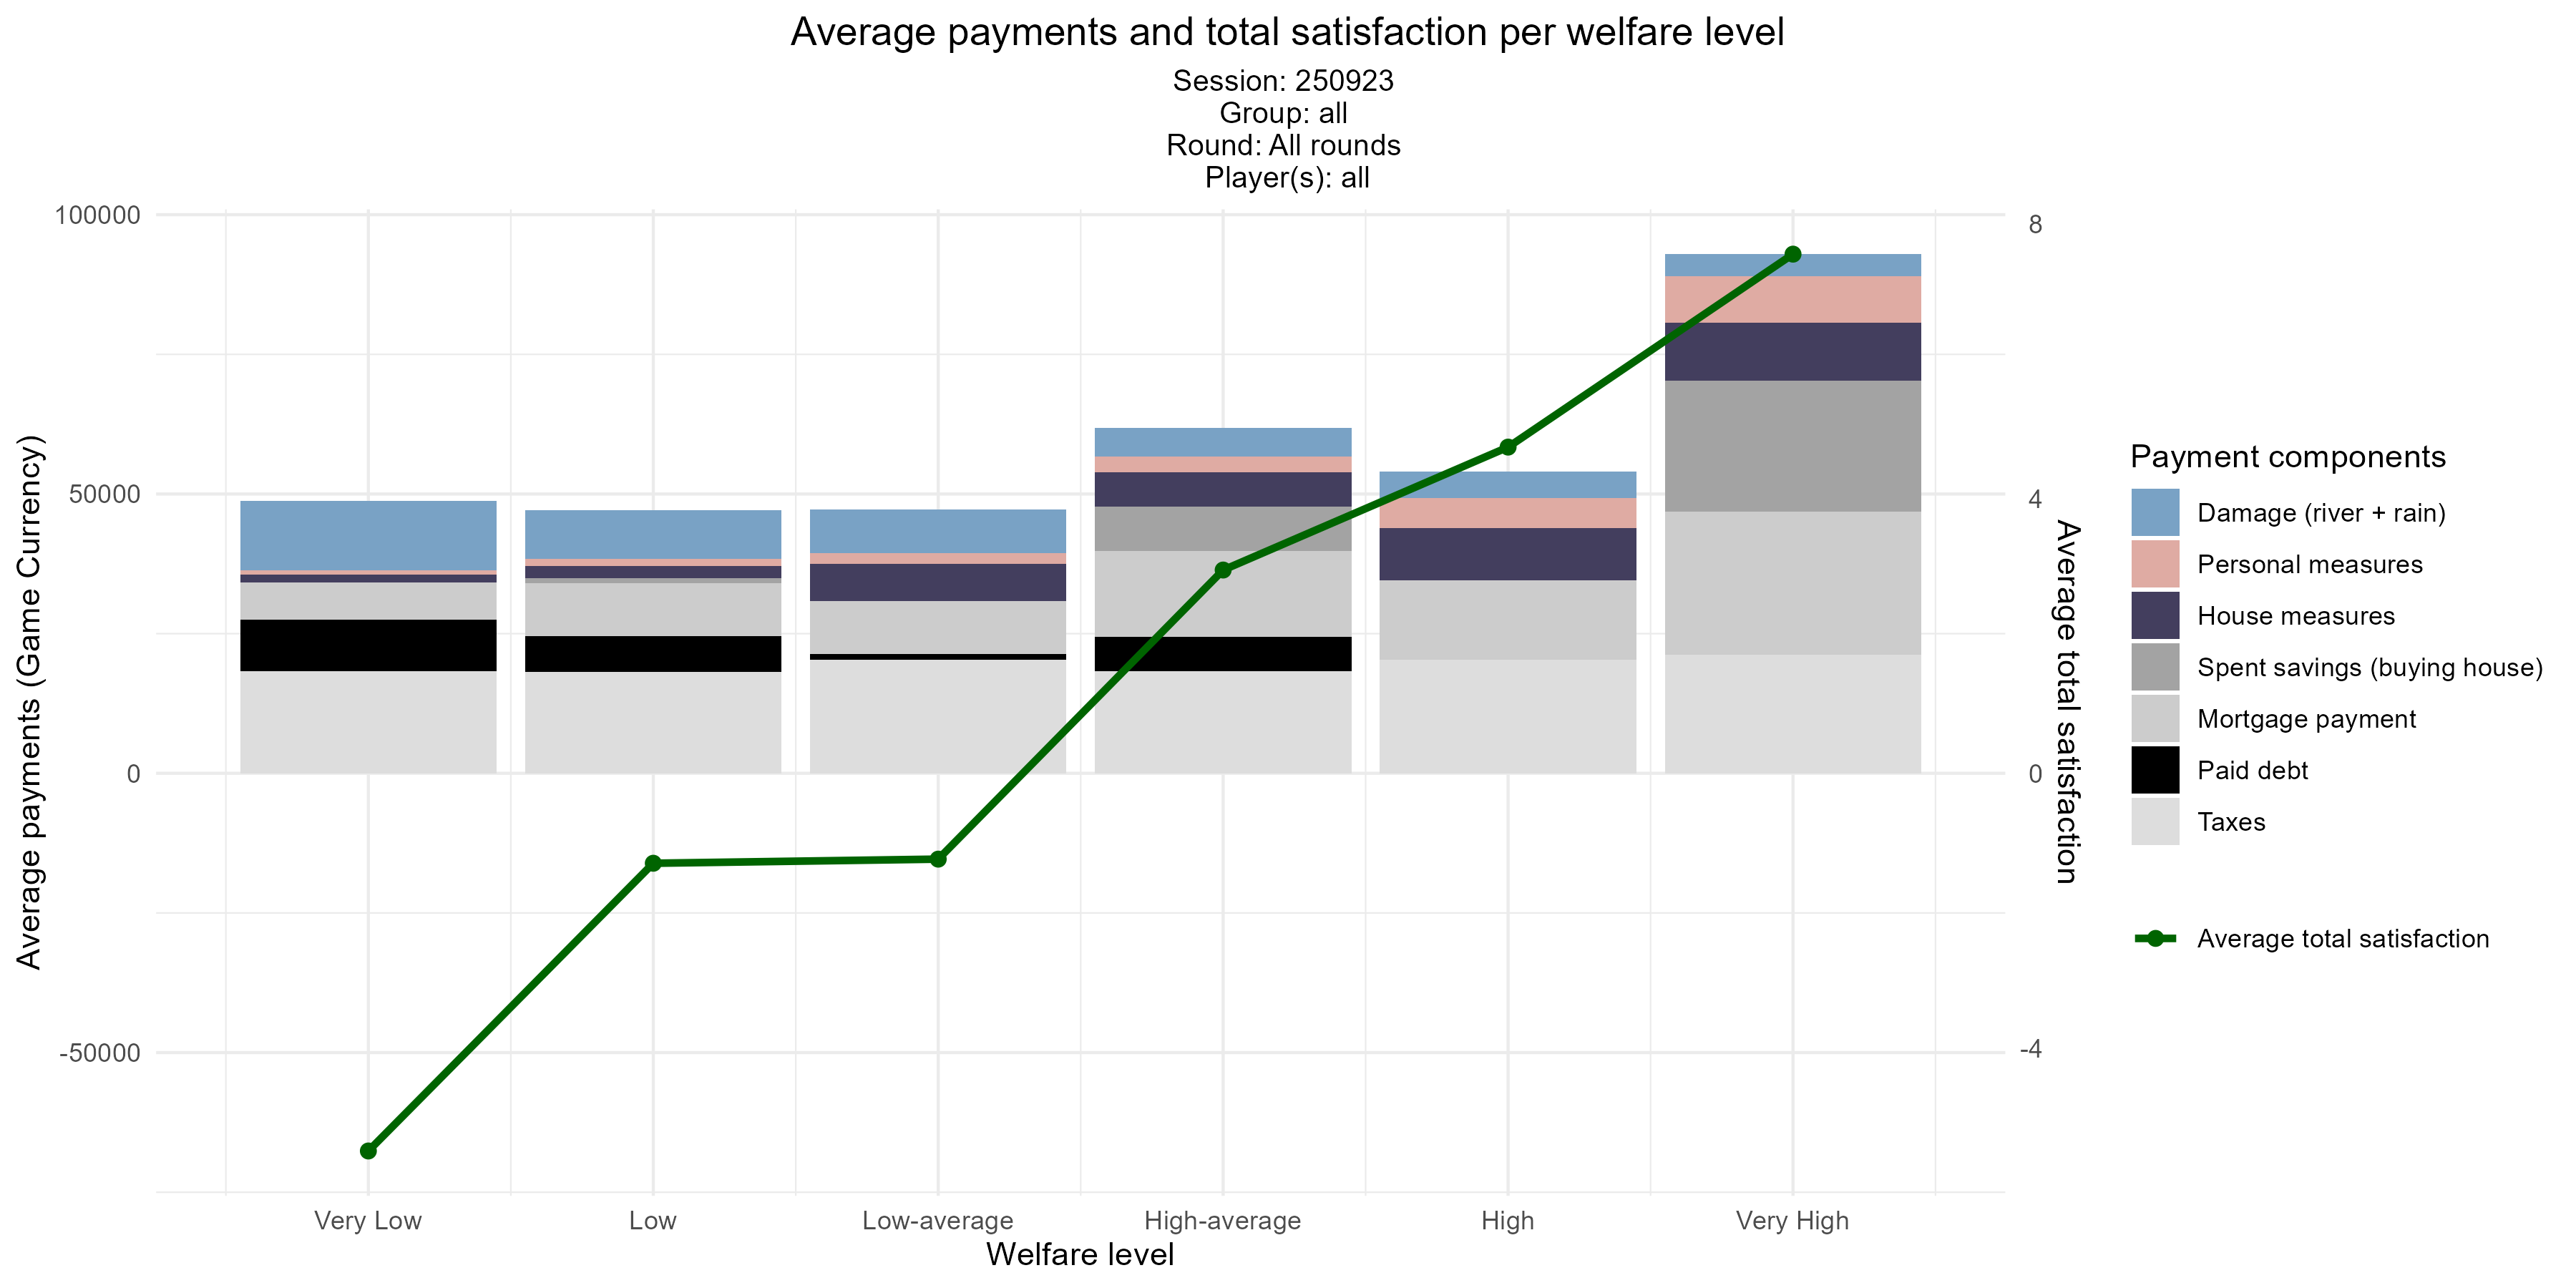 Average payments and total satisfaction per welfare level
Session: 250923
Group: all
Round: All rounds
Player(s): all
Average payments (Game Currency)
100000
50000
0
-50000
8
4
0
-4
Average total satisfaction
Very Low
Low
Low-average
High-average
High
Very High
Welfare level
Payment components
Damage (river + rain)
Personal measures
House measures
Spent savings (buying house)
Mortgage payment
Paid debt
Taxes
Average total satisfaction